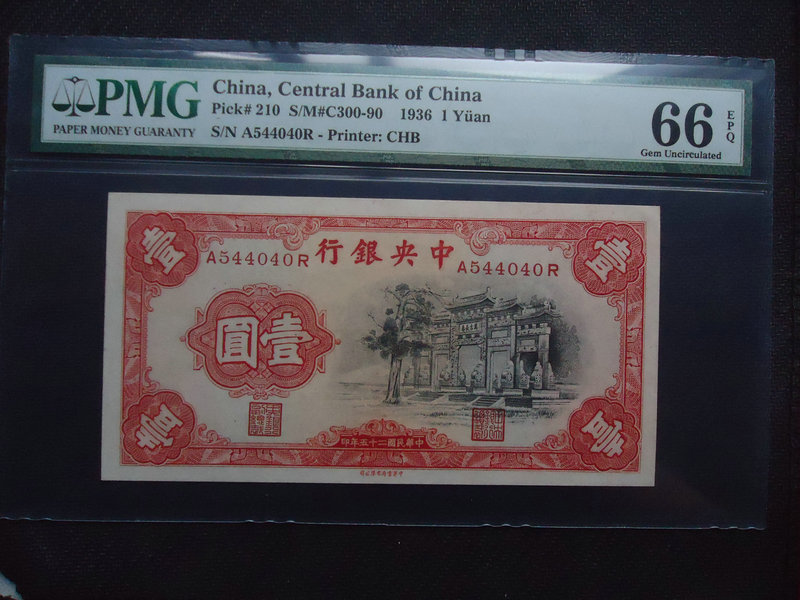 PMG
PAPER MONEY GUARANTY
China, Central Bank of China
Pick# 210 S/M#C300-90 1936 1 Yüan
S/N A544040R - Printer: CHB
66 EPQ
Gem Uncirculated
壹 壹
行銀央中
A544040R A544040R
圓壹
壹 壹
印年五十二國民華中